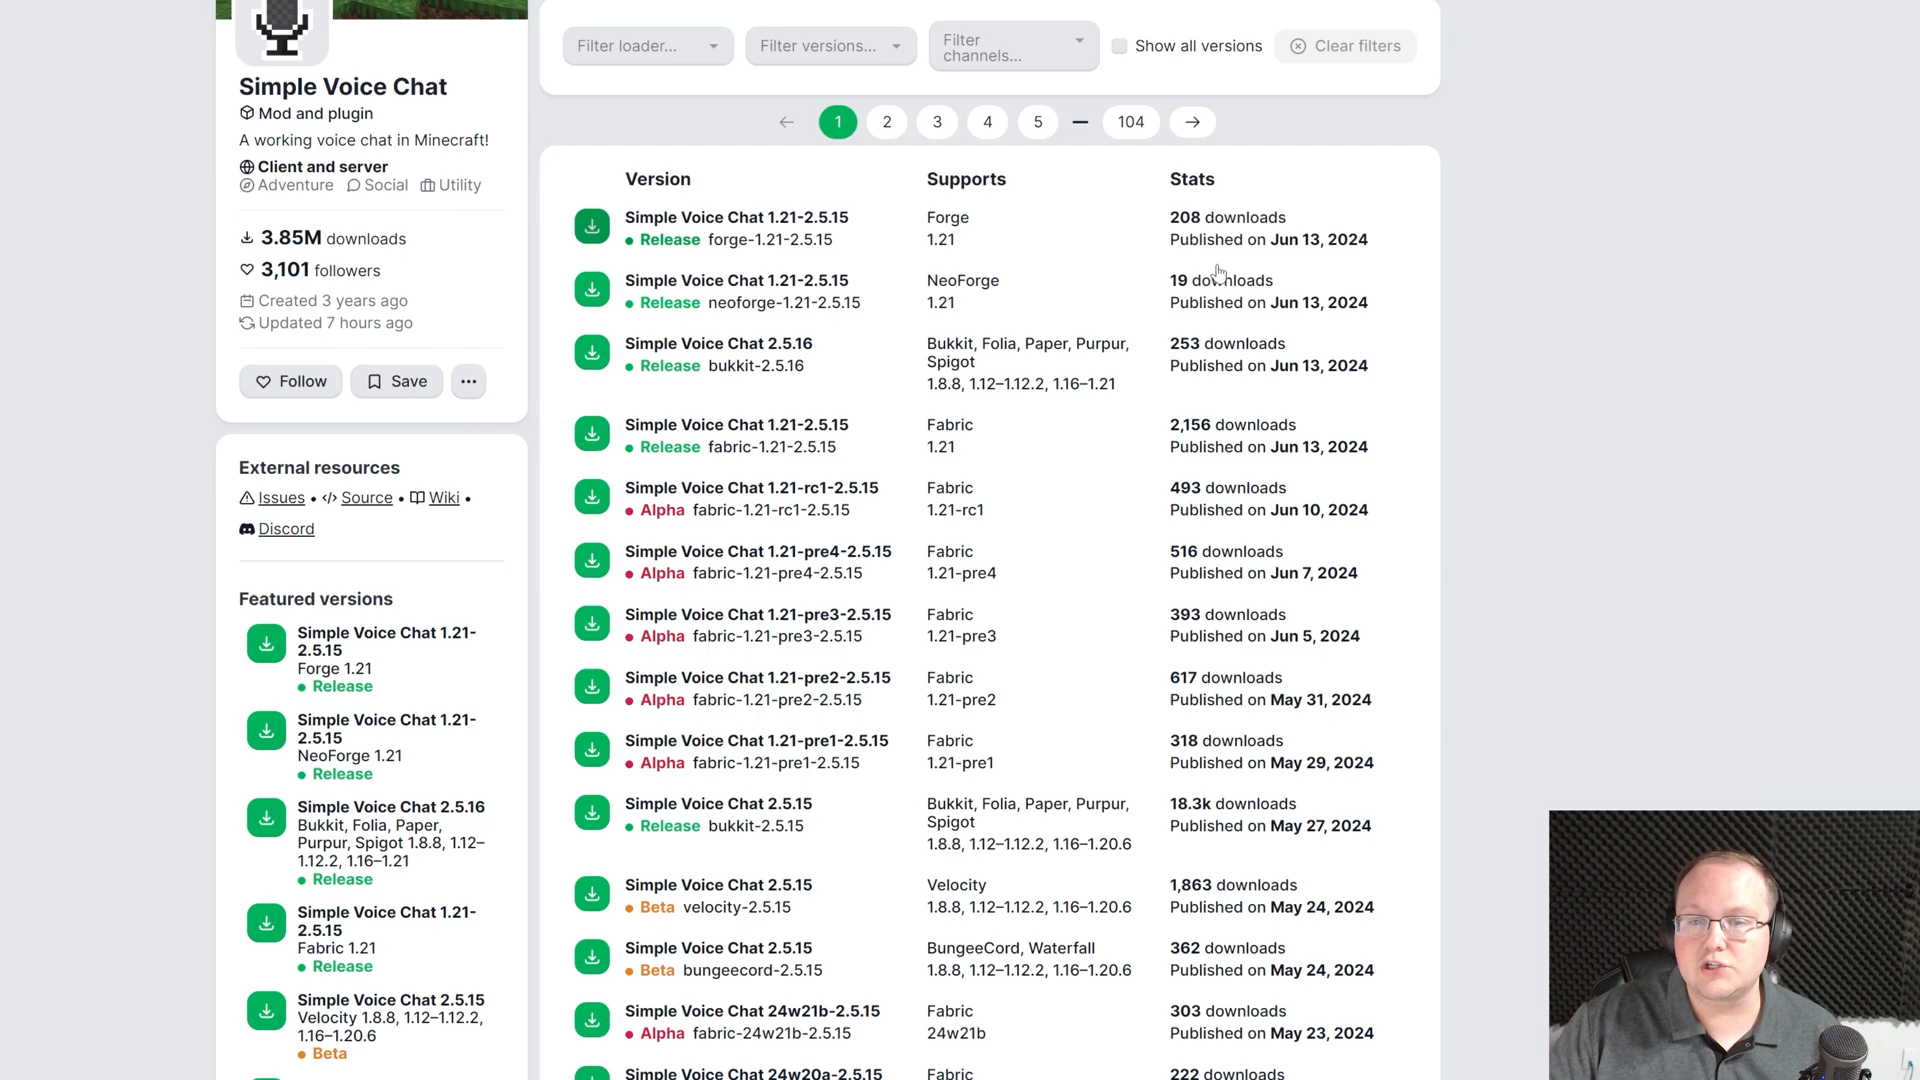 Simple Voice Chat
Mod and plugin
A working voice chat in Minecraft!
Client and server
Adventure Social Utility
3.85M downloads
3,101 followers
Created 3 years ago
Updated 7 hours ago
Follow Save
External resources
Issues • Source • Wiki •
Discord
Featured versions
Simple Voice Chat 1.21-
2.5.15
Forge 1.21
Release
Simple Voice Chat 1.21-
2.5.15
NeoForge 1.21
Release
Simple Voice Chat 2.5.16
Bukkit, Folia, Paper,
Purpur, Spigot 1.8.8, 1.12–
1.12.2, 1.16–1.21
Release
Simple Voice Chat 1.21-
2.5.15
Fabric 1.21
Release
Simple Voice Chat 2.5.15
Velocity 1.8.8, 1.12–1.12.2,
1.16–1.20.6
Beta
Filter loader... Filter versions... Filter
channels... Show all versions Clear filters
1 2 3 4 5 104
Version Supports Stats
Simple Voice Chat 1.21-2.5.15 Forge 208 downloads
Release forge-1.21-2.5.15 1.21 Published on Jun 13, 2024
Simple Voice Chat 1.21-2.5.15 NeoForge 19 downloads
Release neoforge-1.21-2.5.15 1.21 Published on Jun 13, 2024
Simple Voice Chat 2.5.16 Bukkit, Folia, Paper, Purpur, 253 downloads
Release bukkit-2.5.16 Spigot Published on Jun 13, 2024
1.8.8, 1.12–1.12.2, 1.16–1.21
Simple Voice Chat 1.21-2.5.15 Fabric 2,156 downloads
Release fabric-1.21-2.5.15 1.21 Published on Jun 13, 2024
Simple Voice Chat 1.21-rc1-2.5.15 Fabric 493 downloads
Alpha fabric-1.21-rc1-2.5.15 1.21-rc1 Published on Jun 10, 2024
Simple Voice Chat 1.21-pre4-2.5.15 Fabric 516 downloads
Alpha fabric-1.21-pre4-2.5.15 1.21-pre4 Published on Jun 7, 2024
Simple Voice Chat 1.21-pre3-2.5.15 Fabric 393 downloads
Alpha fabric-1.21-pre3-2.5.15 1.21-pre3 Published on Jun 5, 2024
Simple Voice Chat 1.21-pre2-2.5.15 Fabric 617 downloads
Alpha fabric-1.21-pre2-2.5.15 1.21-pre2 Published on May 31, 2024
Simple Voice Chat 1.21-pre1-2.5.15 Fabric 318 downloads
Alpha fabric-1.21-pre1-2.5.15 1.21-pre1 Published on May 29, 2024
Simple Voice Chat 2.5.15 Bukkit, Folia, Paper, Purpur, 18.3k downloads
Release bukkit-2.5.15 Spigot Published on May 27, 2024
1.8.8, 1.12–1.12.2, 1.16–1.20.6
Simple Voice Chat 2.5.15 Velocity 1,863 downloads
Beta velocity-2.5.15 1.8.8, 1.12–1.12.2, 1.16–1.20.6 Published on May 24, 2024
Simple Voice Chat 2.5.15 BungeeCord, Waterfall 362 downloads
Beta bungeecord-2.5.15 1.8.8, 1.12–1.12.2, 1.16–1.20.6 Published on May 24, 2024
Simple Voice Chat 24w21b-2.5.15 Fabric 303 downloads
Alpha fabric-24w21b-2.5.15 24w21b Published on May 23, 2024
Simple Voice Chat 24w20a-2.5.15 Fabric 222 downloads